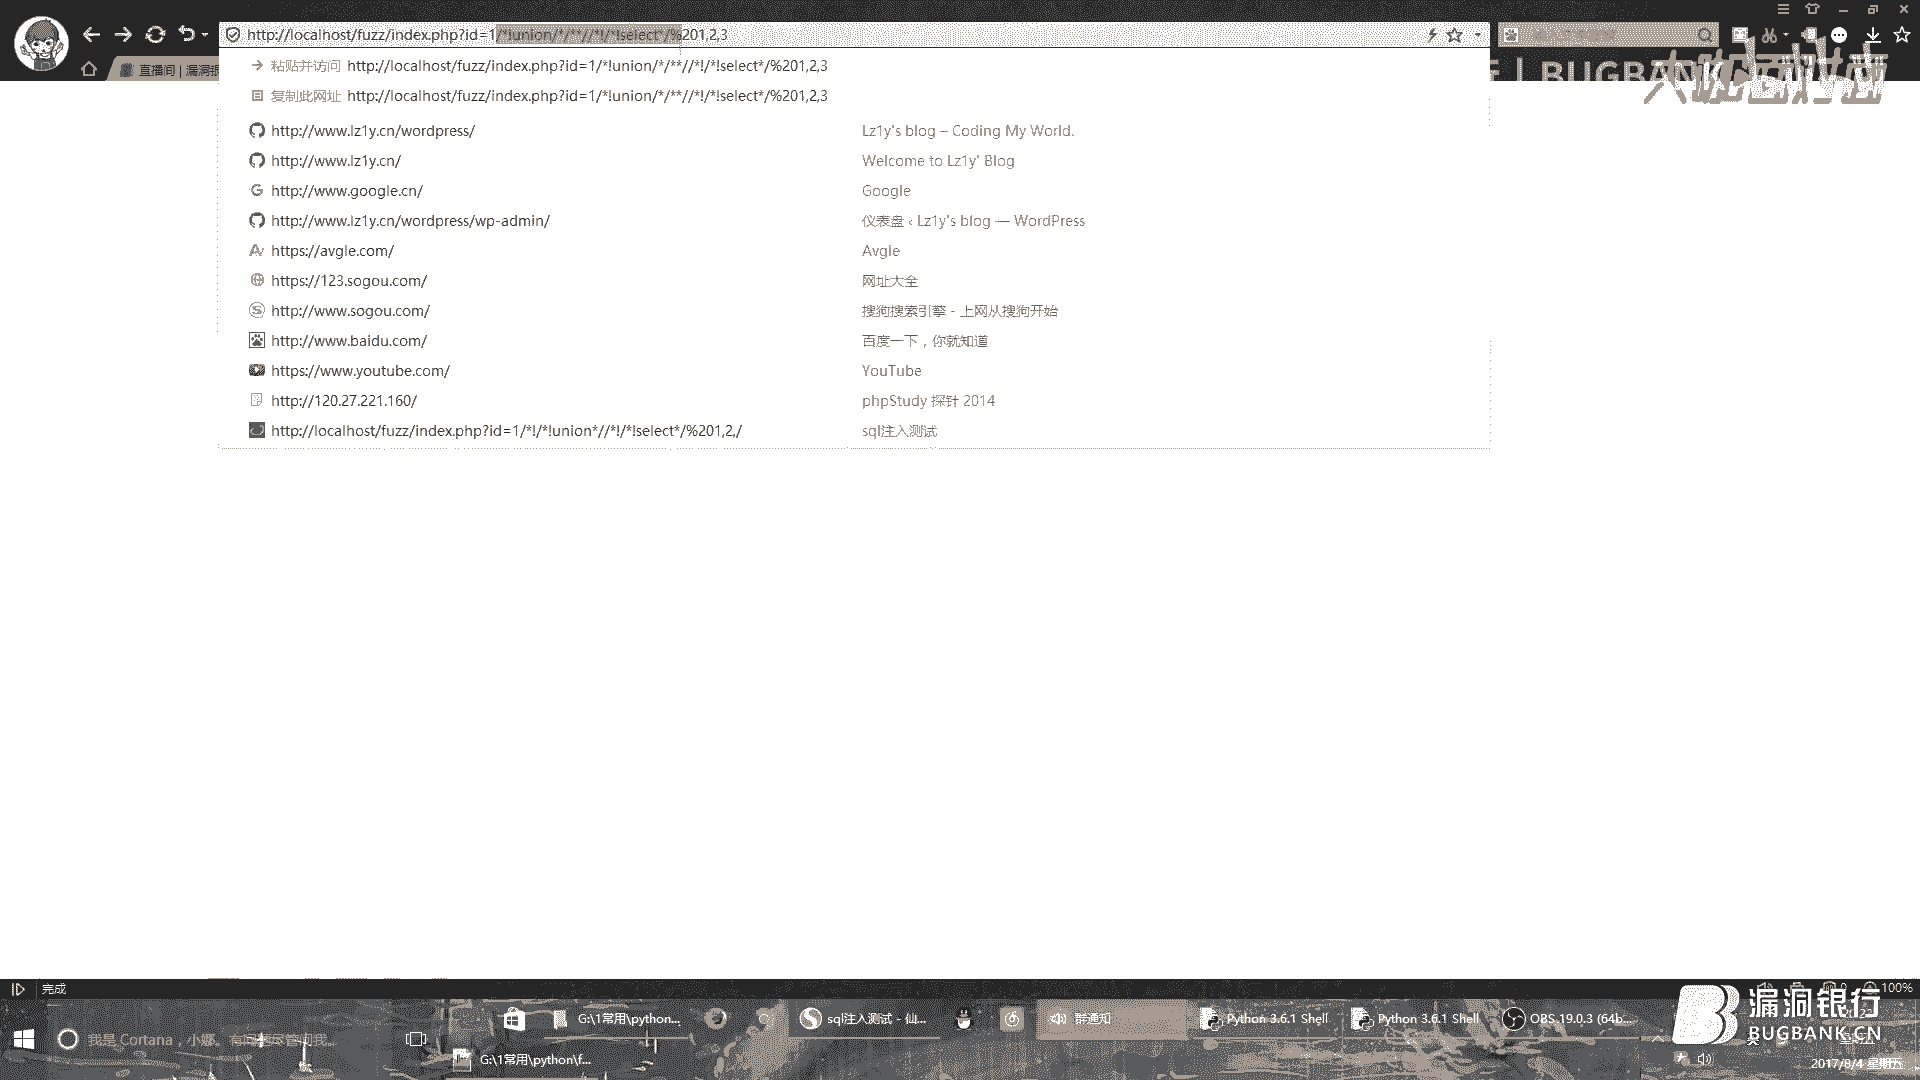 http://localhost/fuzz/index.php?id=1/*!union/*/**//*!/*!select*/%201,2,3
直播间 | 漏洞银
| BUGBANK
粘贴并访问 http://localhost/fuzz/index.php?id=1/*!union/*/**//*!/*!select*/%201,2,3
复制此网址 http://localhost/fuzz/index.php?id=1/*!union/*/**//*!/*!select*/%201,2,3
http://www.lz1y.cn/wordpress/ Lz1y's blog – Coding My World.
http://www.lz1y.cn/ Welcome to Lz1y' Blog
http://www.google.cn/ Google
http://www.lz1y.cn/wordpress/wp-admin/ 仪表盘 ‹ Lz1y's blog — WordPress
https://avgle.com/ Avgle
https://123.sogou.com/ 网址大全
http://www.sogou.com/ 搜狗搜索引擎 - 上网从搜狗开始
http://www.baidu.com/ 百度一下，你就知道
https://www.youtube.com/ YouTube
http://120.27.221.160/ phpStudy 探针 2014
http://localhost/fuzz/index.php?id=1/*!/*!union*//*!/*!select*/%201,2,/ sql注入测试
完成
100%
我是 Cortana，小娜。有问题尽管问我...
G:\1常用\python...
sql注入测试 - 仙...
群通知
Python 3.6.1 Shell
Python 3.6.1 Shell
OBS 19.0.3 (64b...
G:\1常用\python\f...
漏洞银行
BUGBANK.CN
2017/8/4 星期五